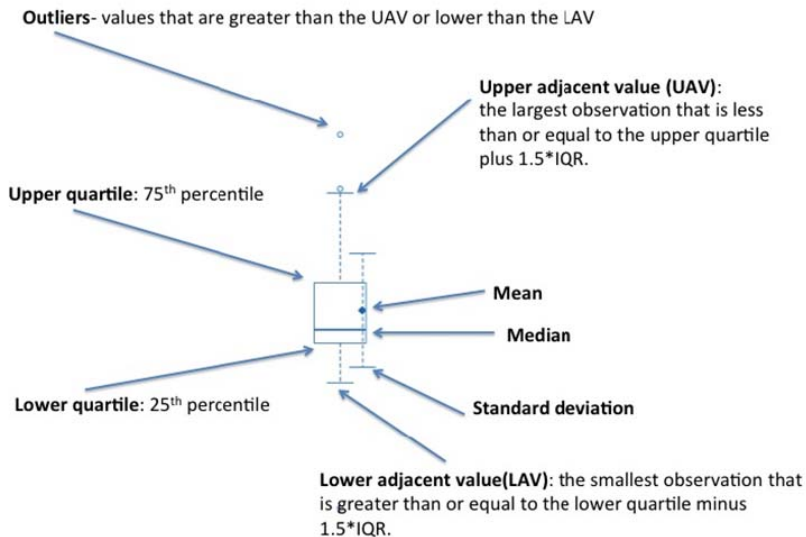 Outliers- values that are greater than the UAV or lower than the LAV
Upper adjacent value (UAV):
the largest observation that is less
than or equal to the upper quartile
plus 1.5*IQR.
Upper quartile: 75th percentile
Mean
Median
Lower quartile: 25th percentile
Standard deviation
Lower adjacent value(LAV): the smallest observation that
is greater than or equal to the lower quartile minus
1.5*IQR.